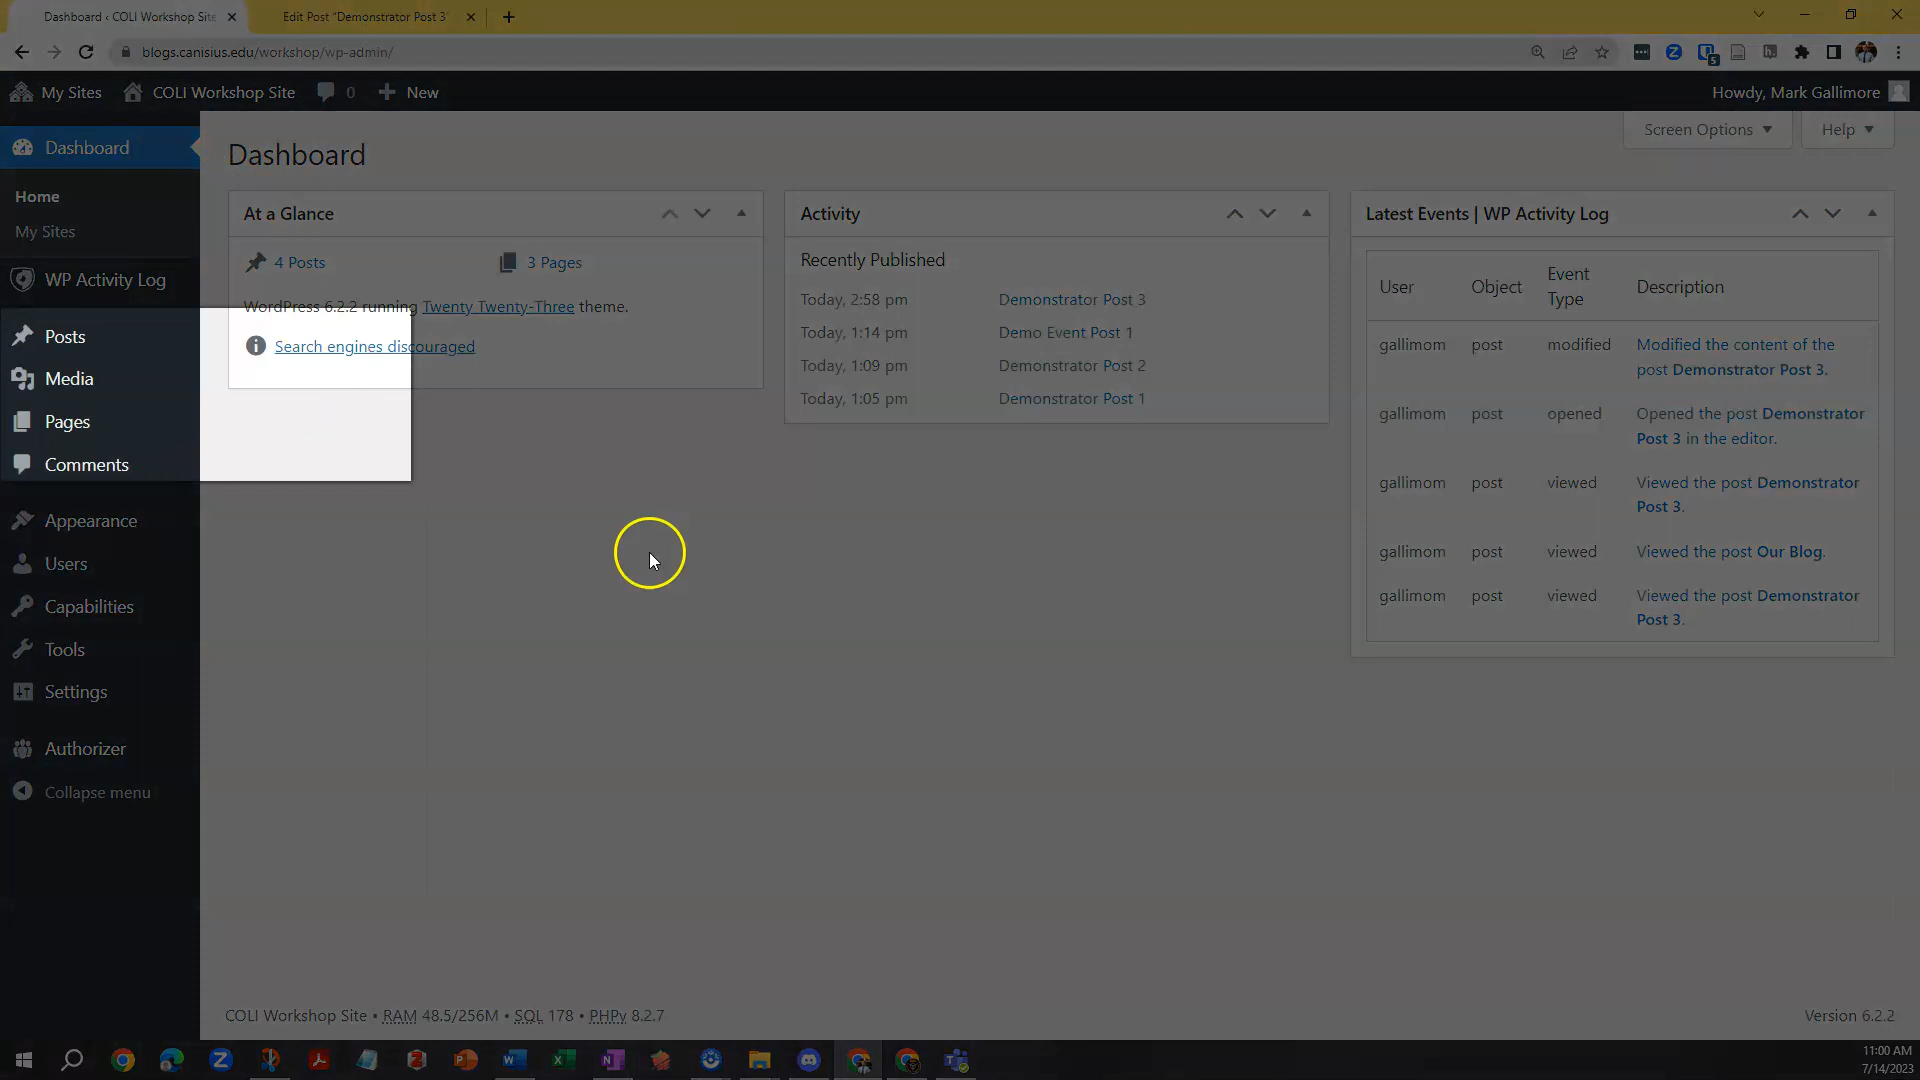 Dashboard ‹ COLI Workshop Site
Edit Post "Demonstrator Post 3"
blogs.canisius.edu/workshop/wp-admin/
5
My Sites
COLI Workshop Site
0
New
Howdy, Mark Gallimore
Dashboard
Home
My Sites
WP Activity Log
Posts
Media
Pages
Comments
Appearance
Users
Capabilities
Tools
Settings
Authorizer
Collapse menu
Screen Options
Help
Dashboard
At a Glance
4 Posts
3 Pages
WordPress 6.2.2 running Twenty Twenty-Three theme.
Search engines discouraged
Activity
Recently Published
Today, 2:58 pm Demonstrator Post 3
Today, 1:14 pm Demo Event Post 1
Today, 1:09 pm Demonstrator Post 2
Today, 1:05 pm Demonstrator Post 1
Latest Events | WP Activity Log
User Object Event Type Description
gallimom post modified Modified the content of the
post Demonstrator Post 3.
gallimom post opened Opened the post Demonstrator
Post 3 in the editor.
gallimom post viewed Viewed the post Demonstrator
Post 3.
gallimom post viewed Viewed the post Our Blog.
gallimom post viewed Viewed the post Demonstrator
Post 3.
COLI Workshop Site • RAM 48.5/256M • SQL 178 • PHPv 8.2.7
Version 6.2.2
11:00 AM
7/14/2023